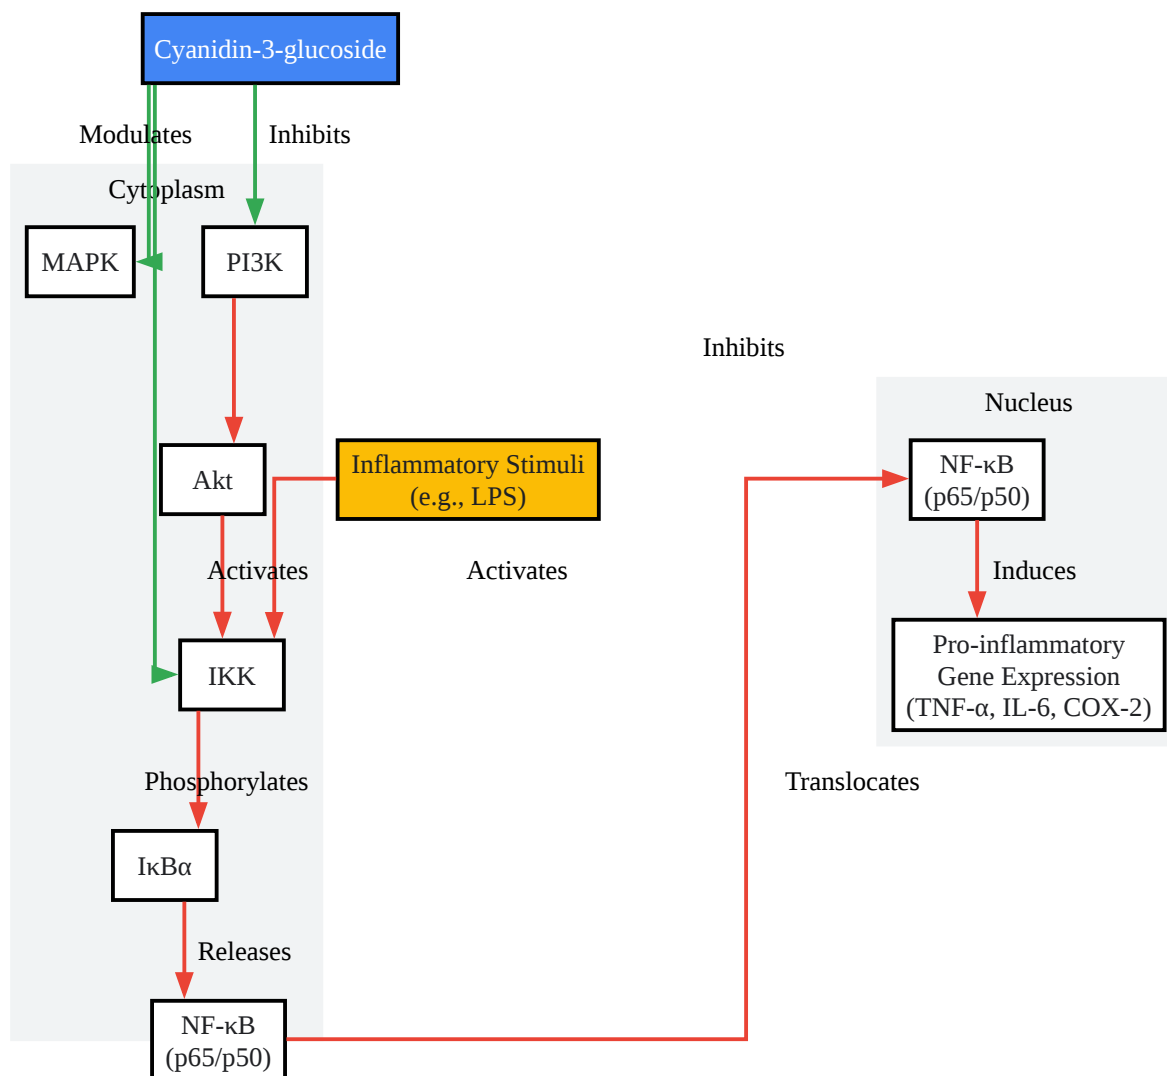 Cyanidin-3-glucoside
Modulates
Inhibits
Cytoplasm
MAPK
PI3K
Inhibits
Nucleus
Akt
Inflammatory Stimuli
(e.g., LPS)
NF-κB
(p65/p50)
Activates
Activates
Induces
IKK
Pro-inflammatory
Gene Expression
(TNF-α, IL-6, COX-2)
Phosphorylates
Translocates
IκBα
Releases
NF-κB
(p65/p50)